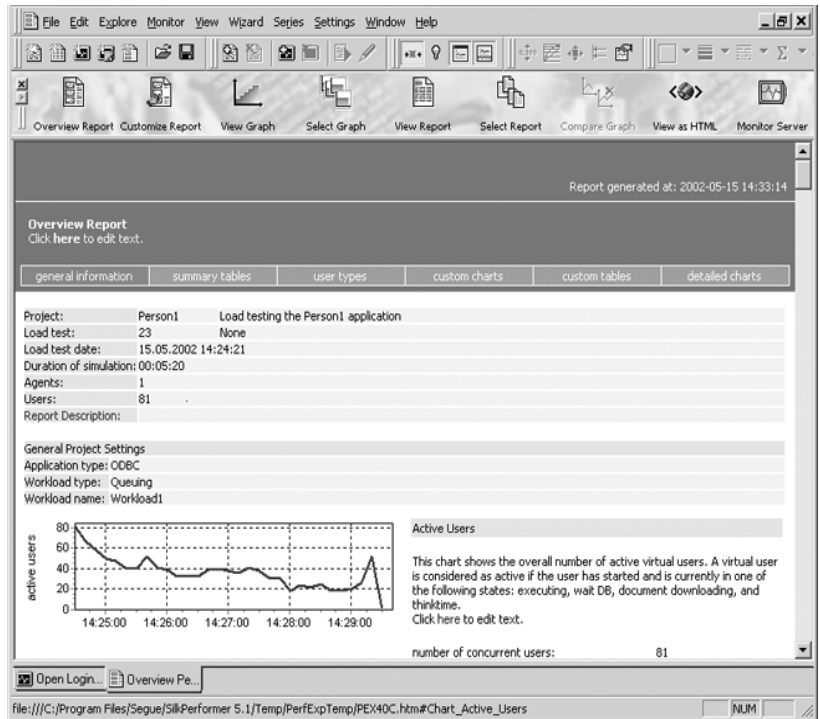 File Edit Explore Monitor View Wizard Series Settings Window Help
Overview Report Customize Report View Graph Select Graph View Report Select Report Compare Graph View as HTML Monitor Server
Report generated at: 2002-05-15 14:33:14
Overview Report
Click here to edit text.
general information summary tables user types custom charts custom tables detailed charts
Project: Person1 Load testing the Person1 application
Load test: 23 None
Load test date: 15.05.2002 14:24:21
Duration of simulation: 00:05:20
Agents: 1
Users: 81
Report Description:
General Project Settings
Application type: ODBC
Workload type: Queuing
Workload name: Workload1
active users
80
60
40
20
0
14:25:00 14:26:00 14:27:00 14:28:00 14:29:00
Active Users
This chart shows the overall number of active virtual users. A virtual user
is considered as active if the user has started and is currently in one of
the following states: executing, wait DB, document downloading, and
thinktime.
Click here to edit text.
number of concurrent users: 81
Open Login... Overview Pe...
file:///C:/Program Files/Segue/SilkPerformer 5.1/Temp/PerfExpTemp/PEX40C.htm#Chart_Active_Users NUM